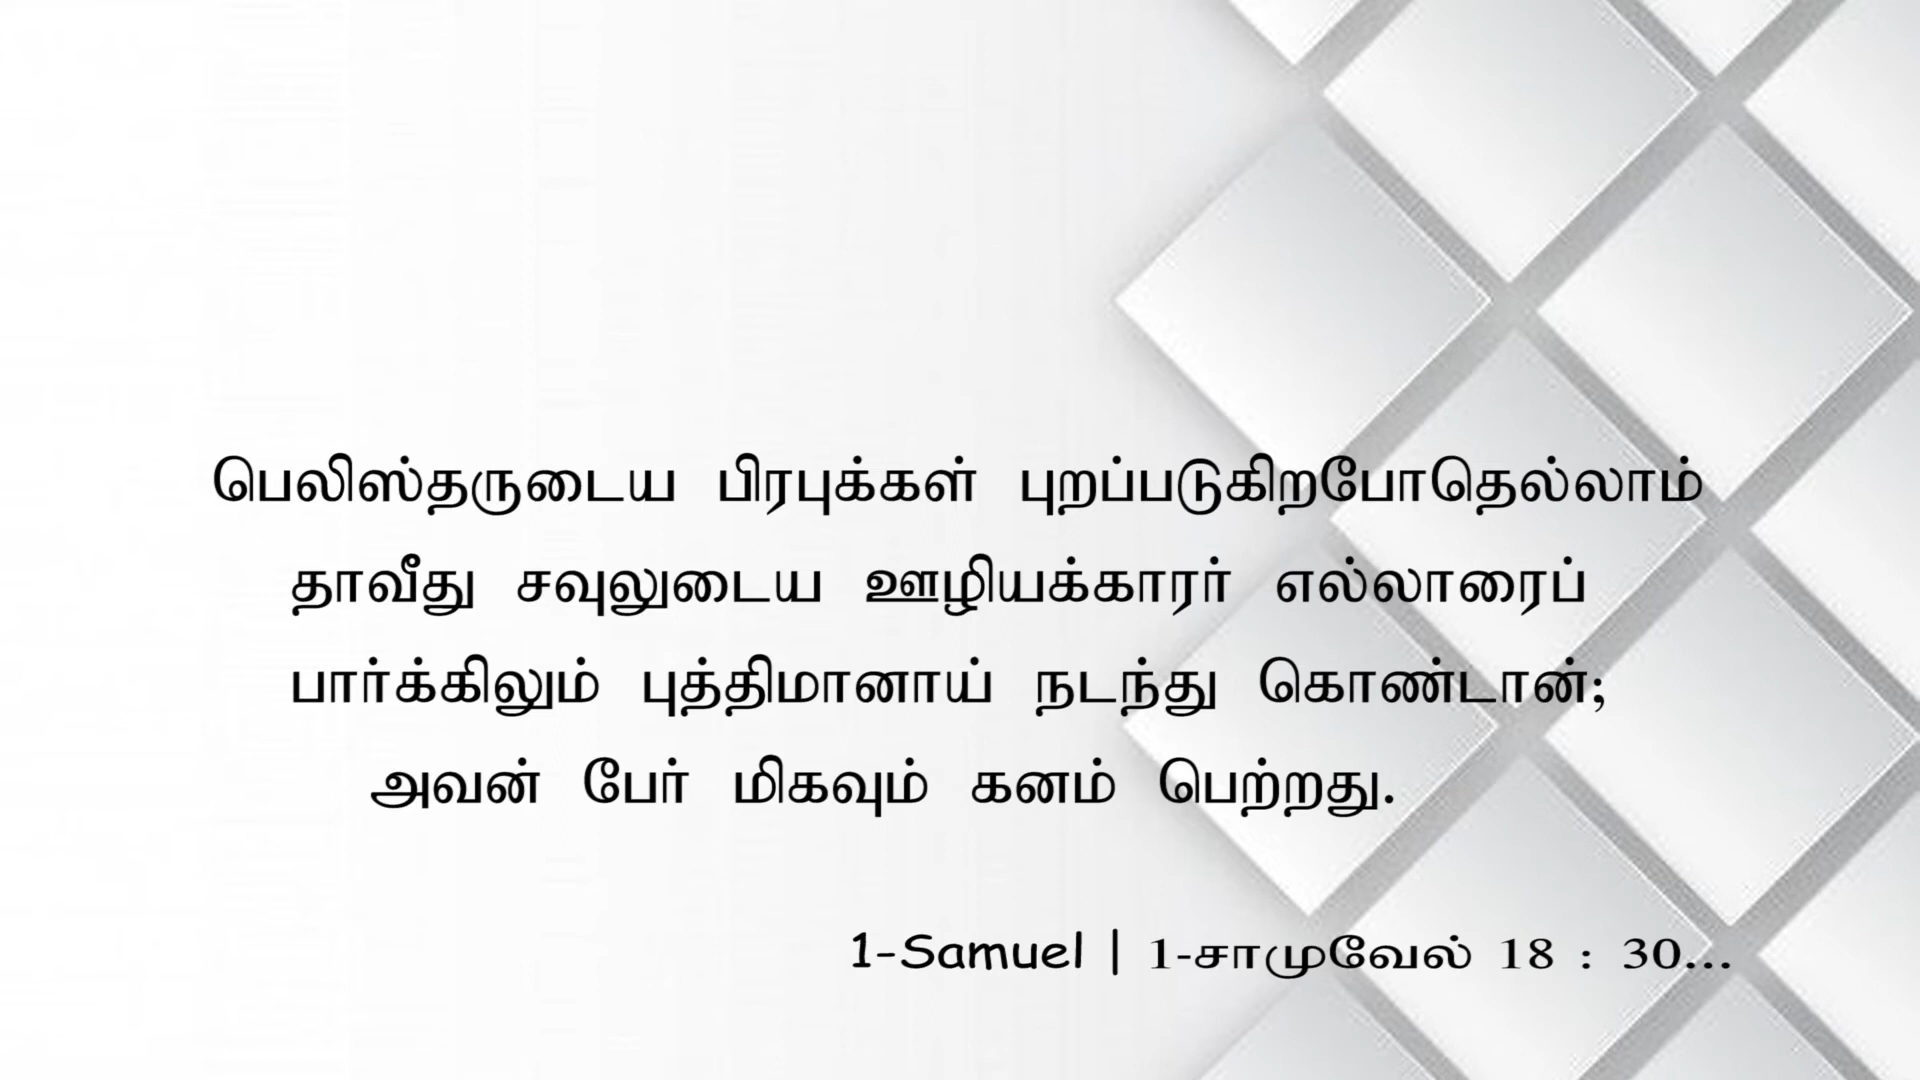 பெலிஸ்தருடைய பிரபுக்கள் புறப்படுகிறபோதெல்லாம்
தாவீது சவுலுடைய ஊழியக்காரர் எல்லாரைப்
பார்க்கிலும் புத்திமானாய் நடந்து கொண்டான்;
அவன் பேர் மிகவும் கனம் பெற்றது.
1-Samuel | 1-சாமுவேல் 18 : 30...